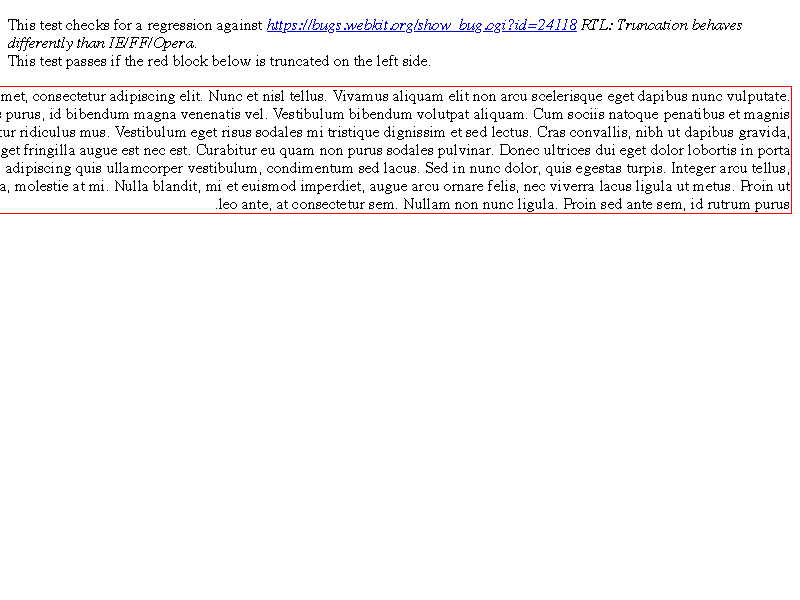 This test checks for a regression against https://bugs.webkit.org/show_bug.cgi?id=24118 RTL: Truncation behaves
differently than IE/FF/Opera.
This test passes if the red block below is truncated on the left side.
met, consectetur adipiscing elit. Nunc et nisl tellus. Vivamus aliquam elit non arcu scelerisque eget dapibus nunc vulputate.
purus, id bibendum magna venenatis vel. Vestibulum bibendum volutpat aliquam. Cum sociis natoque penatibus et magnis
tur ridiculus mus. Vestibulum eget risus sodales mi tristique dignissim et sed lectus. Cras convallis, nibh ut dapibus gravida,
get fringilla augue est nec est. Curabitur eu quam non purus sodales pulvinar. Donec ultrices dui eget dolor lobortis in porta
adipiscing quis ullamcorper vestibulum, condimentum sed lacus. Sed in nunc dolor, quis egestas turpis. Integer arcu tellus,
a, molestie at mi. Nulla blandit, mi et euismod imperdiet, augue arcu ornare felis, nec viverra lacus ligula ut metus. Proin ut
.leo ante, at consectetur sem. Nullam non nunc ligula. Proin sed ante sem, id rutrum purus